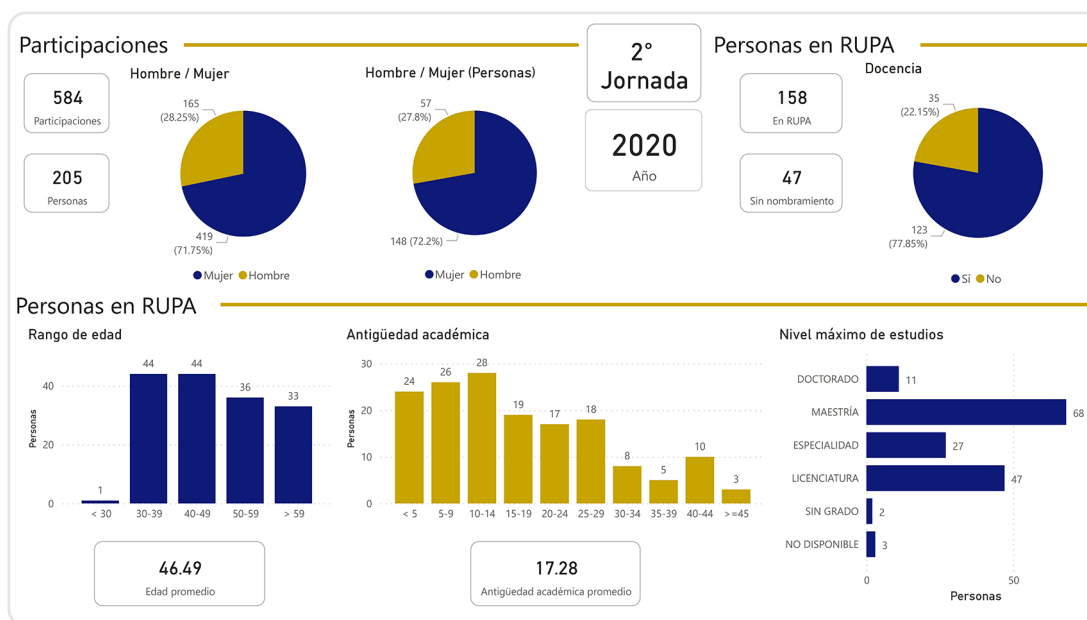 Participaciones
584
Participaciones
205
Personas
Hombre / Mujer
165
(28.25%)
419
(71.75%)
Mujer Hombre
Hombre / Mujer (Personas)
57
(27.8%)
148 (72.2%)
Mujer Hombre
2°
Jornada
2020
Año
Personas en RUPA
158
En RUPA
47
Sin nombramiento
Docencia
35
(22.15%)
123
(77.85%)
Sí No
Personas en RUPA
Rango de edad
Personas
40
20
0
1
44
44
36
33
< 30
30-39
40-49
50-59
> 59
46.49
Edad promedio
Antigüedad académica
Personas
30
20
10
0
24
26
28
19
17
18
8
5
10
3
< 5
5-9
10-14
15-19
20-24
25-29
30-34
35-39
40-44
>=45
17.28
Antigüedad académica promedio
Nivel máximo de estudios
DOCTORADO 11
MAESTRÍA 68
ESPECIALIDAD 27
LICENCIATURA 47
SIN GRADO 2
NO DISPONIBLE 3
0
50
Personas